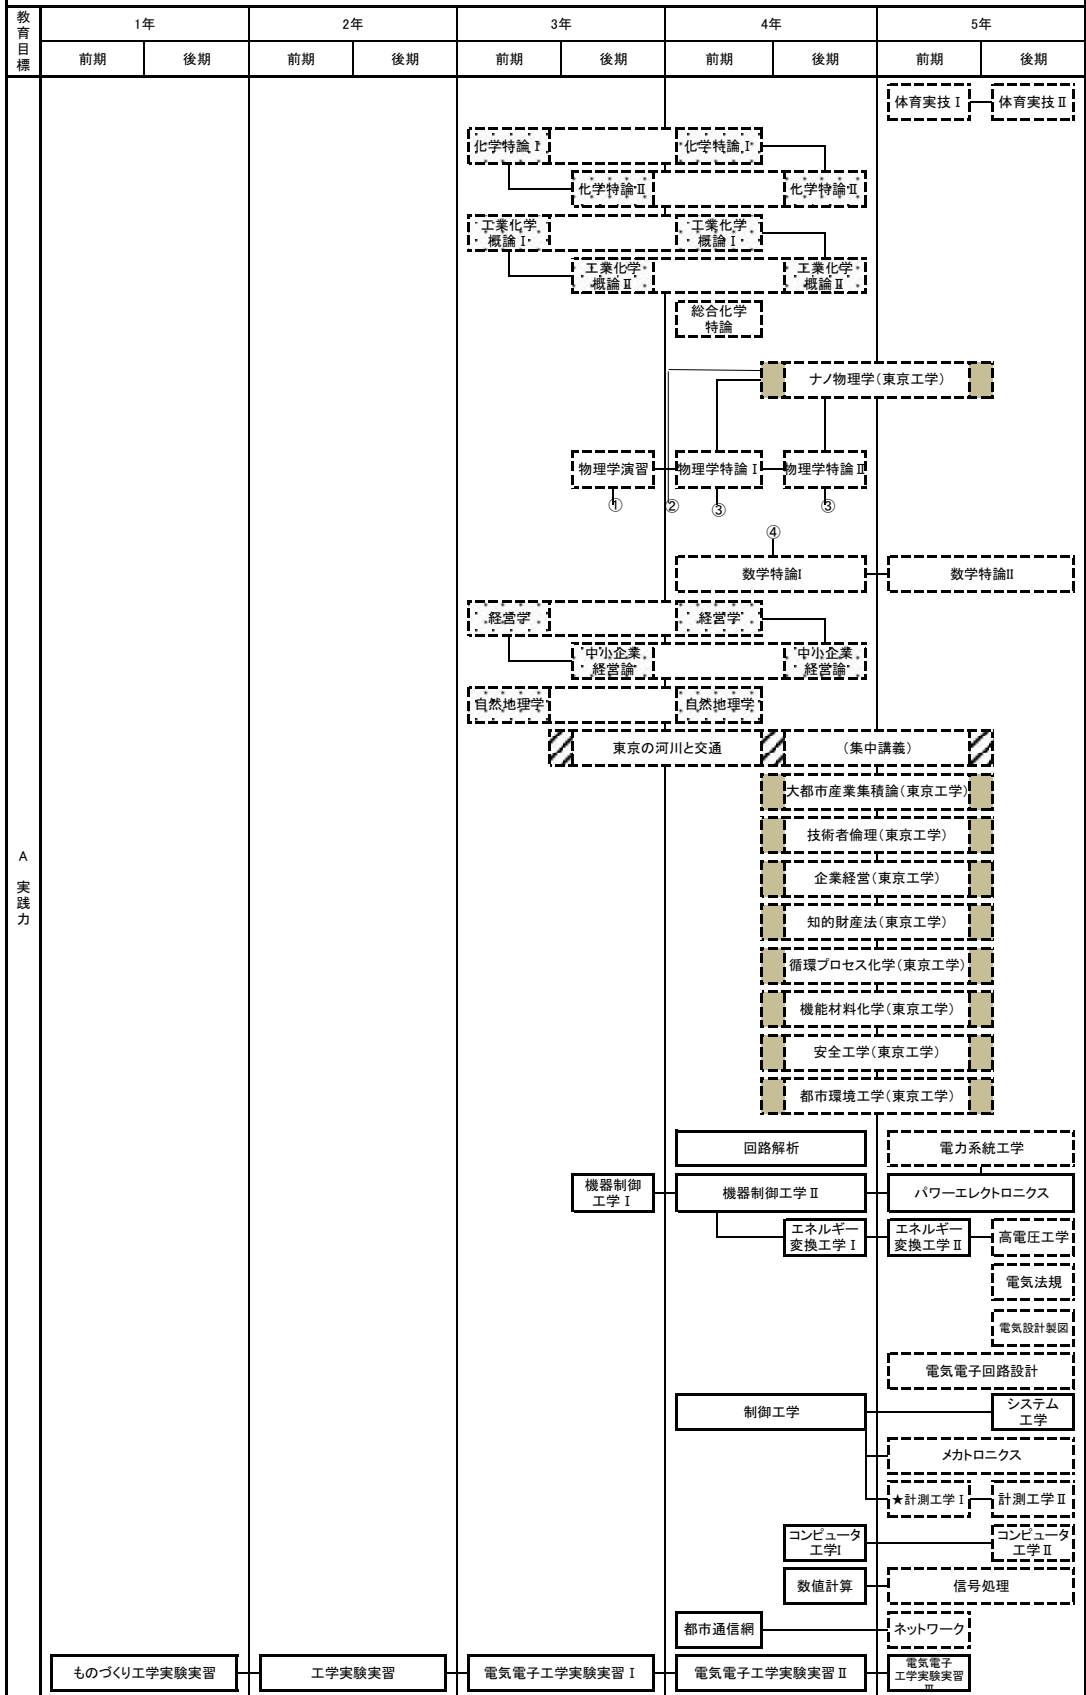 教育目標
1年
2年
3年
4年
5年
前期
後期
前期
後期
前期
後期
前期
後期
前期
後期
A 実践力
体育実技Ⅰ
体育実技Ⅱ
化学特論Ⅰ
化学特論Ⅰ
化学特論Ⅱ
化学特論Ⅱ
工業化学
概論Ⅰ
工業化学
概論Ⅰ
工業化学
概論Ⅱ
工業化学
概論Ⅱ
総合化学
特論
ナノ物理学(東京工学)
物理学演習
物理学特論Ⅰ
物理学特論Ⅱ
①
②
③
③
④
数学特論I
数学特論II
経営学
経営学
中小企業
経営論
中小企業
経営論
自然地理学
自然地理学
東京の河川と交通
(集中講義)
大都市産業集積論(東京工学)
技術者倫理(東京工学)
企業経営(東京工学)
知的財産法(東京工学)
循環プロセス化学(東京工学)
機能材料化学(東京工学)
安全工学(東京工学)
都市環境工学(東京工学)
回路解析
電力系統工学
機器制御
工学Ⅰ
機器制御工学Ⅱ
パワーエレクトロニクス
エネルギー
変換工学Ⅰ
エネルギー
変換工学Ⅱ
高電圧工学
電気法規
電気設計製図
電気電子回路設計
制御工学
システム
工学
メカトロニクス
★計測工学Ⅰ
計測工学Ⅱ
コンピュータ
工学I
コンピュータ
工学Ⅱ
数値計算
信号処理
都市通信網
ネットワーク
ものづくり工学実験実習
工学実験実習
電気電子工学実験実習Ⅰ
電気電子工学実験実習Ⅱ
電気電子
工学実験実習
Ⅲ